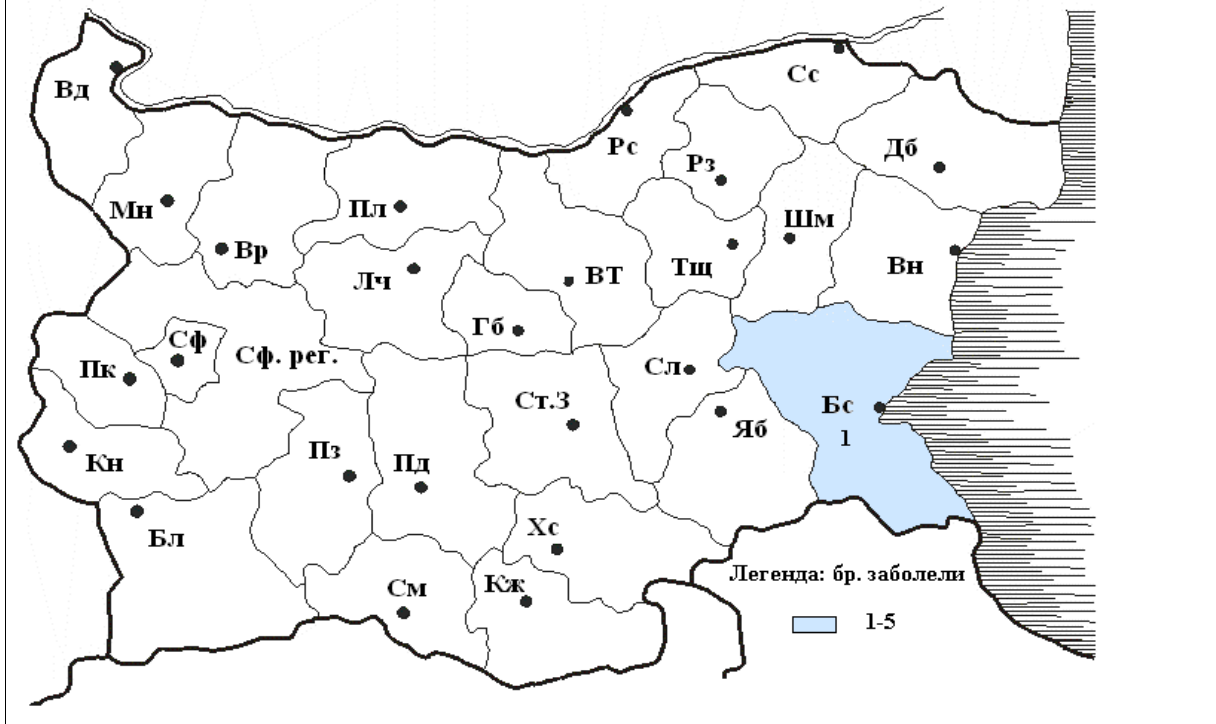 Вд
Сс
Рс
Дб
Рз
Мн
Пл
Шм
Вр
Вн
Тщ
ВТ
Лч
Гб
Сф
Сф. рег.
Пк
Сл
Ст.З
Бс
1
Яб
Кн
Пз
Пд
Бл
Хс
См
Кж
Легенда: бр. заболели
1-5